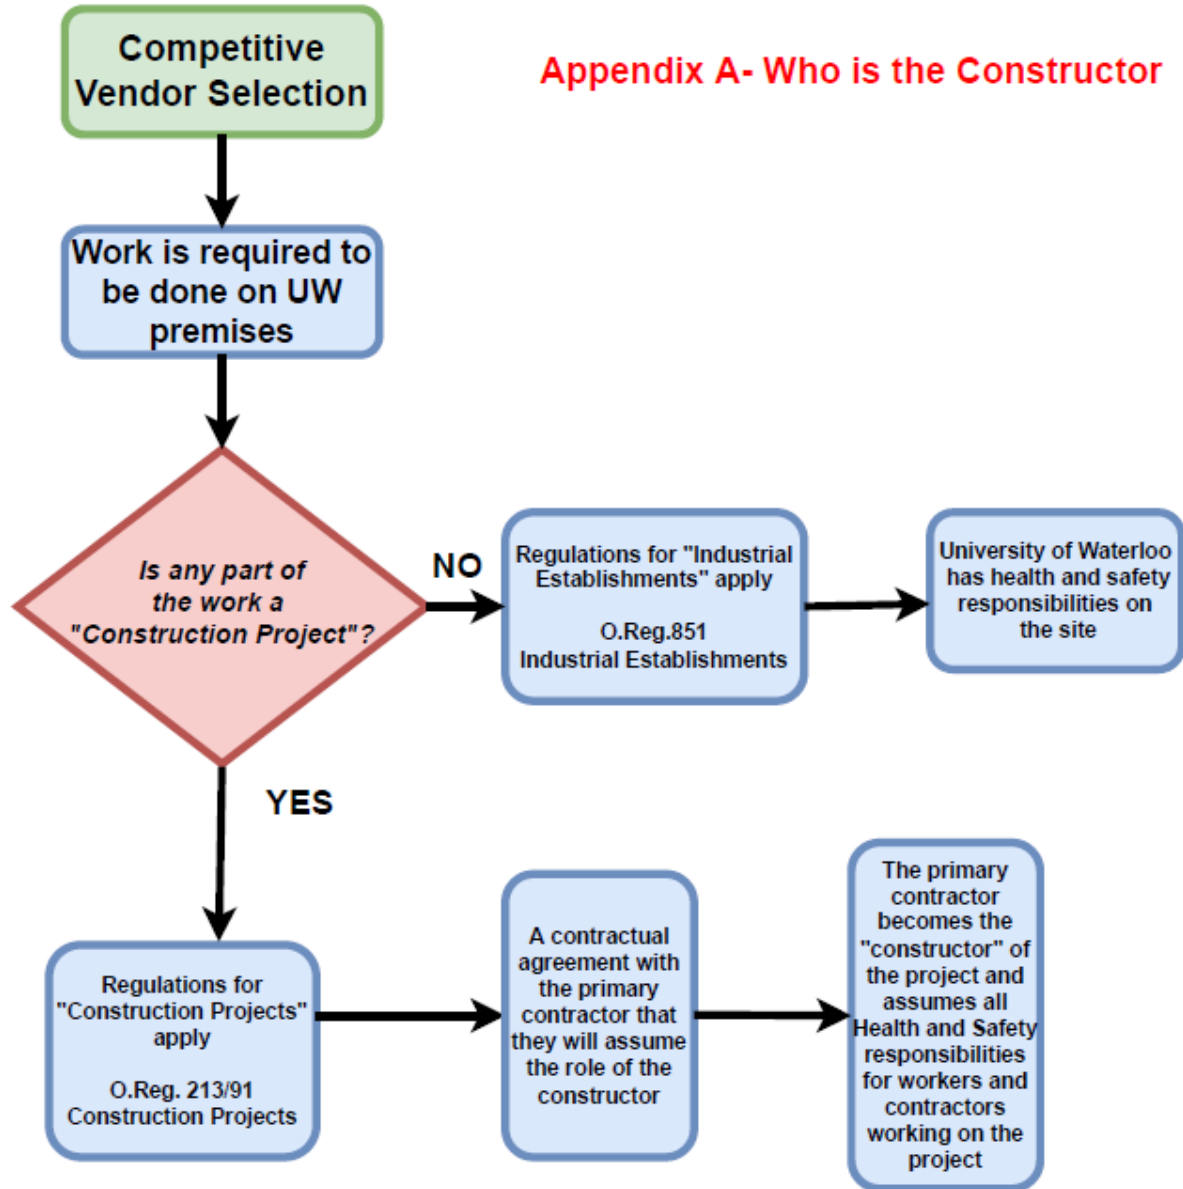 Competitive
Vendor Selection
Appendix A- Who is the Constructor
Work is required to
be done on UW
premises
Is any part of
the work a
"Construction Project"?
NO
Regulations for "Industrial
Establishments" apply
O.Reg.851
Industrial Establishments
University of Waterloo
has health and safety
responsibilities on
the site
YES
Regulations for
"Construction Projects"
apply
O.Reg. 213/91
Construction Projects
A contractual
agreement with
the primary
contractor that
they will assume
the role of the
constructor
The primary
contractor
becomes the
"constructor" of
the project and
assumes all
Health and Safety
responsibilities
for workers and
contractors
working on the
project